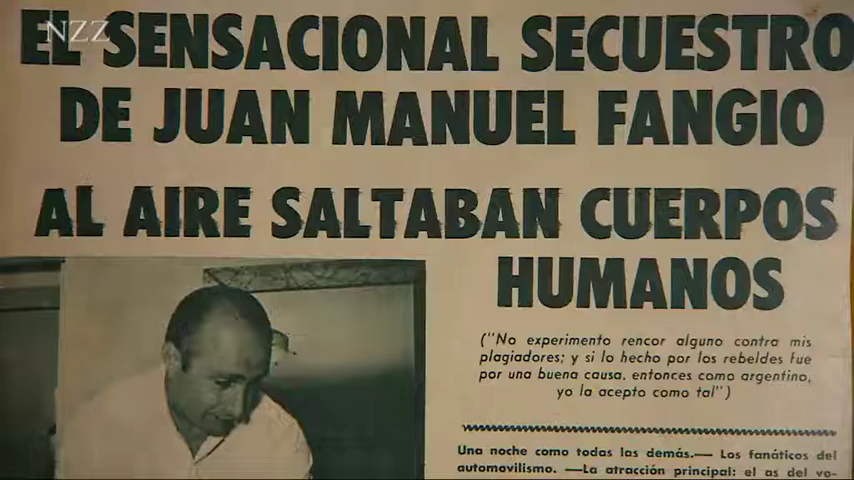 NZZ
EL SENSACIONAL SECUESTRO
DE JUAN MANUEL FANGIO
AL AIRE SALTABAN CUERPOS
HUMANOS
("No experimento rencor alguno contra mis
plagiadores; y si lo hecho por los rebeldes fue
por una buena causa, entonces como argentino,
yo la acepto como tal")
Una noche como todas las demás.— Los fanáticos del
automovilismo. —La atracción principal: el as del vo-